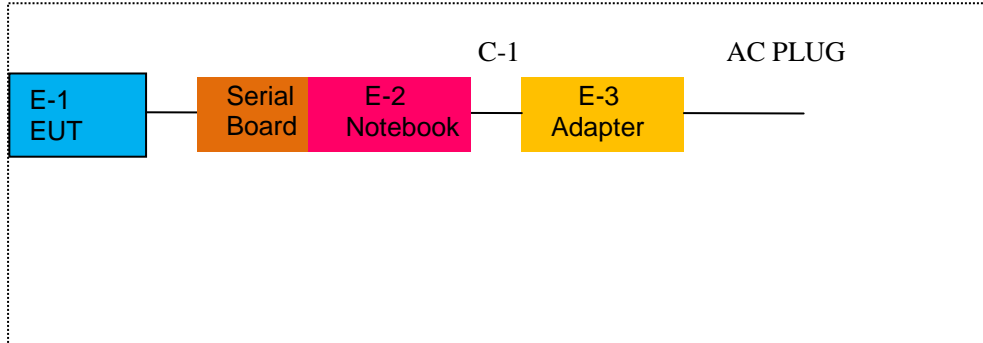 C-1
AC PLUG
E-1
EUT
Serial
Board
E-2
Notebook
E-3
Adapter